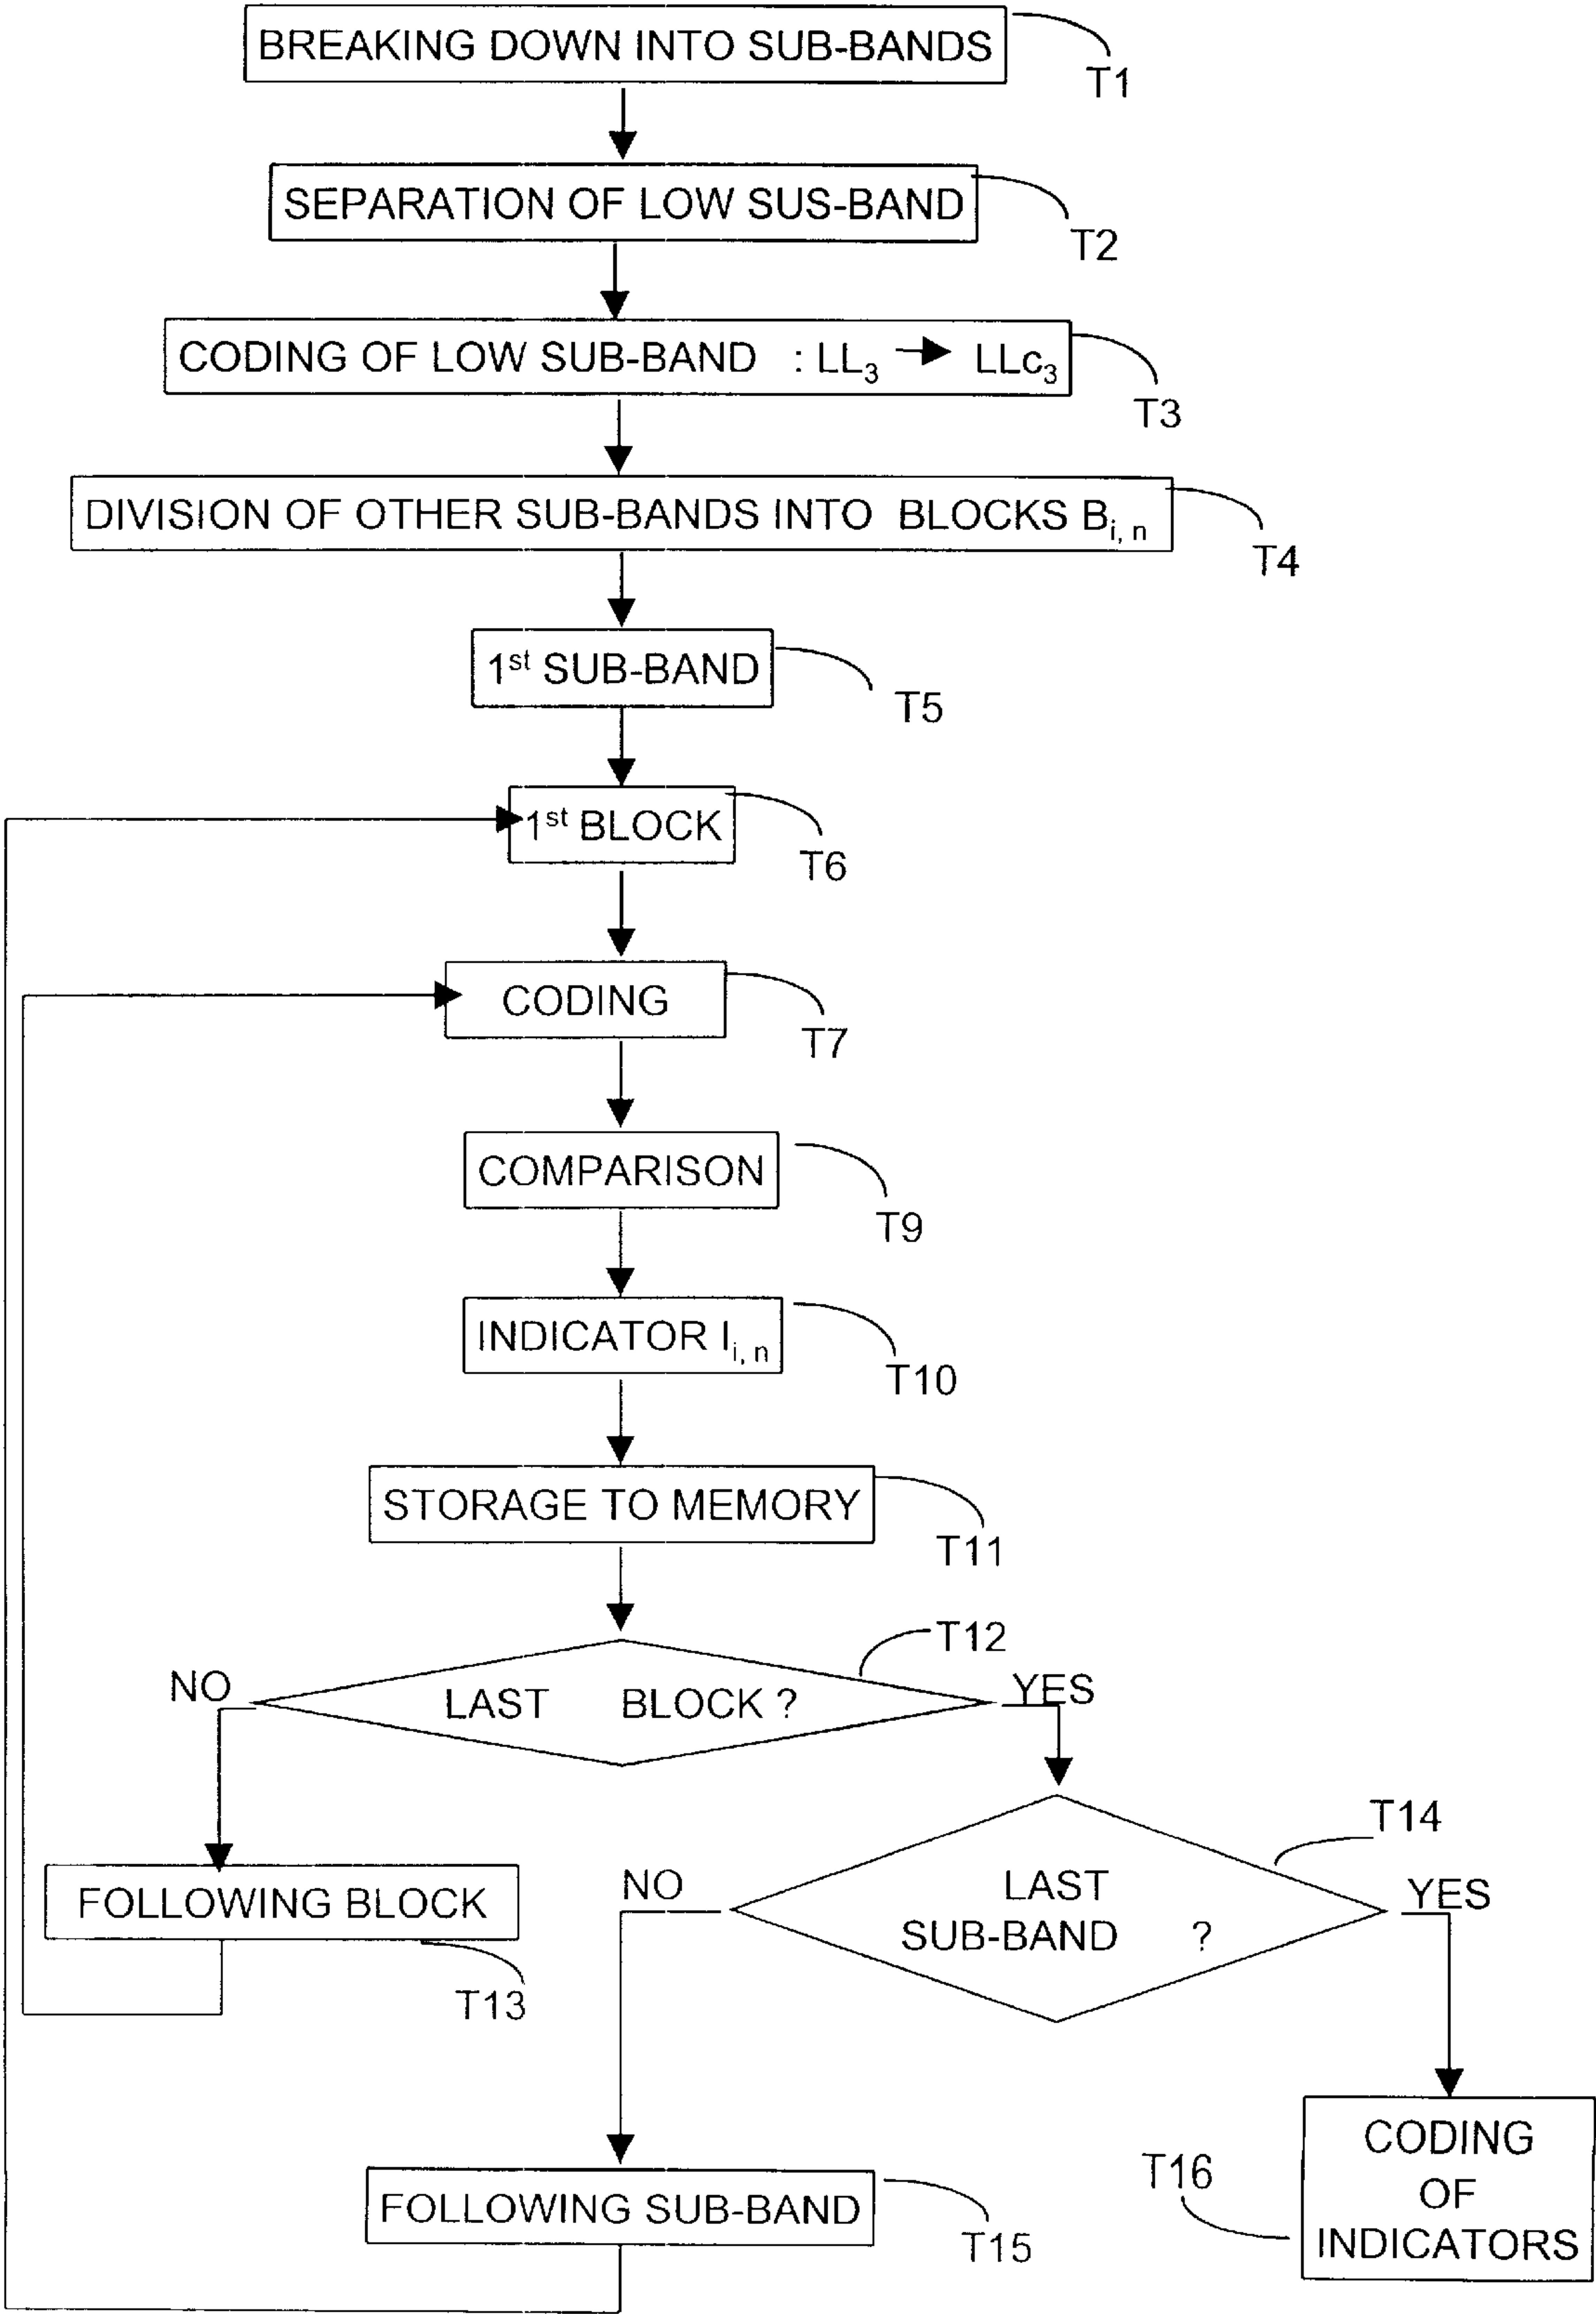 BREAKING DOWN INTO SUB-BANDS
T1
SEPARATION OF LOW SUS-BAND
T2
CODING OF LOW SUB-BAND : LL3 → LLc3
T3
DIVISION OF OTHER SUB-BANDS INTO BLOCKS Bi, n
T4
1st SUB-BAND
T5
1st BLOCK
T6
CODING
T7
COMPARISON
T9
INDICATOR Ii, n
T10
STORAGE TO MEMORY
T11
T12
NO
LAST BLOCK ?
YES
T14
FOLLOWING BLOCK
T13
NO
LAST
SUB-BAND ?
YES
FOLLOWING SUB-BAND
T15
T16
CODING
OF
INDICATORS